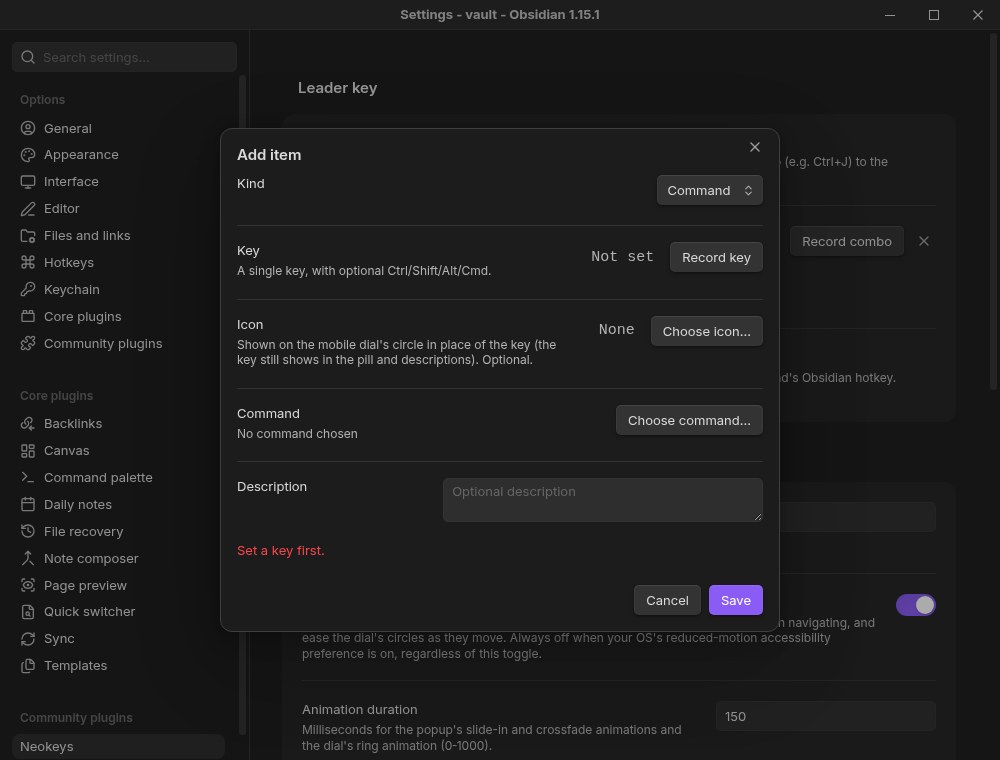 Settings - vault - Obsidian 1.15.1
Search settings...
Options
General
Appearance
Interface
Editor
Files and links
Hotkeys
Keychain
Core plugins
Community plugins
Core plugins
Backlinks
Canvas
Command palette
Daily notes
File recovery
Note composer
Page preview
Quick switcher
Sync
Templates
Community plugins
Neokeys
Leader key
(e.g. Ctrl+J) to the
Record combo
Obsidian hotkey.
Add item
Kind
Command
Key
A single key, with optional Ctrl/Shift/Alt/Cmd.
Not set
Record key
Icon
Shown on the mobile dial's circle in place of the key (the
key still shows in the pill and descriptions). Optional.
None
Choose icon...
Command
No command chosen
Choose command...
Description
Optional description
Set a key first.
Cancel
Save
navigating, and
ease the dial's circles as they move. Always off when your OS's reduced-motion accessibility
preference is on, regardless of this toggle.
Animation duration
Milliseconds for the popup's slide-in and crossfade animations and
the dial's ring animation (0-1000).
150